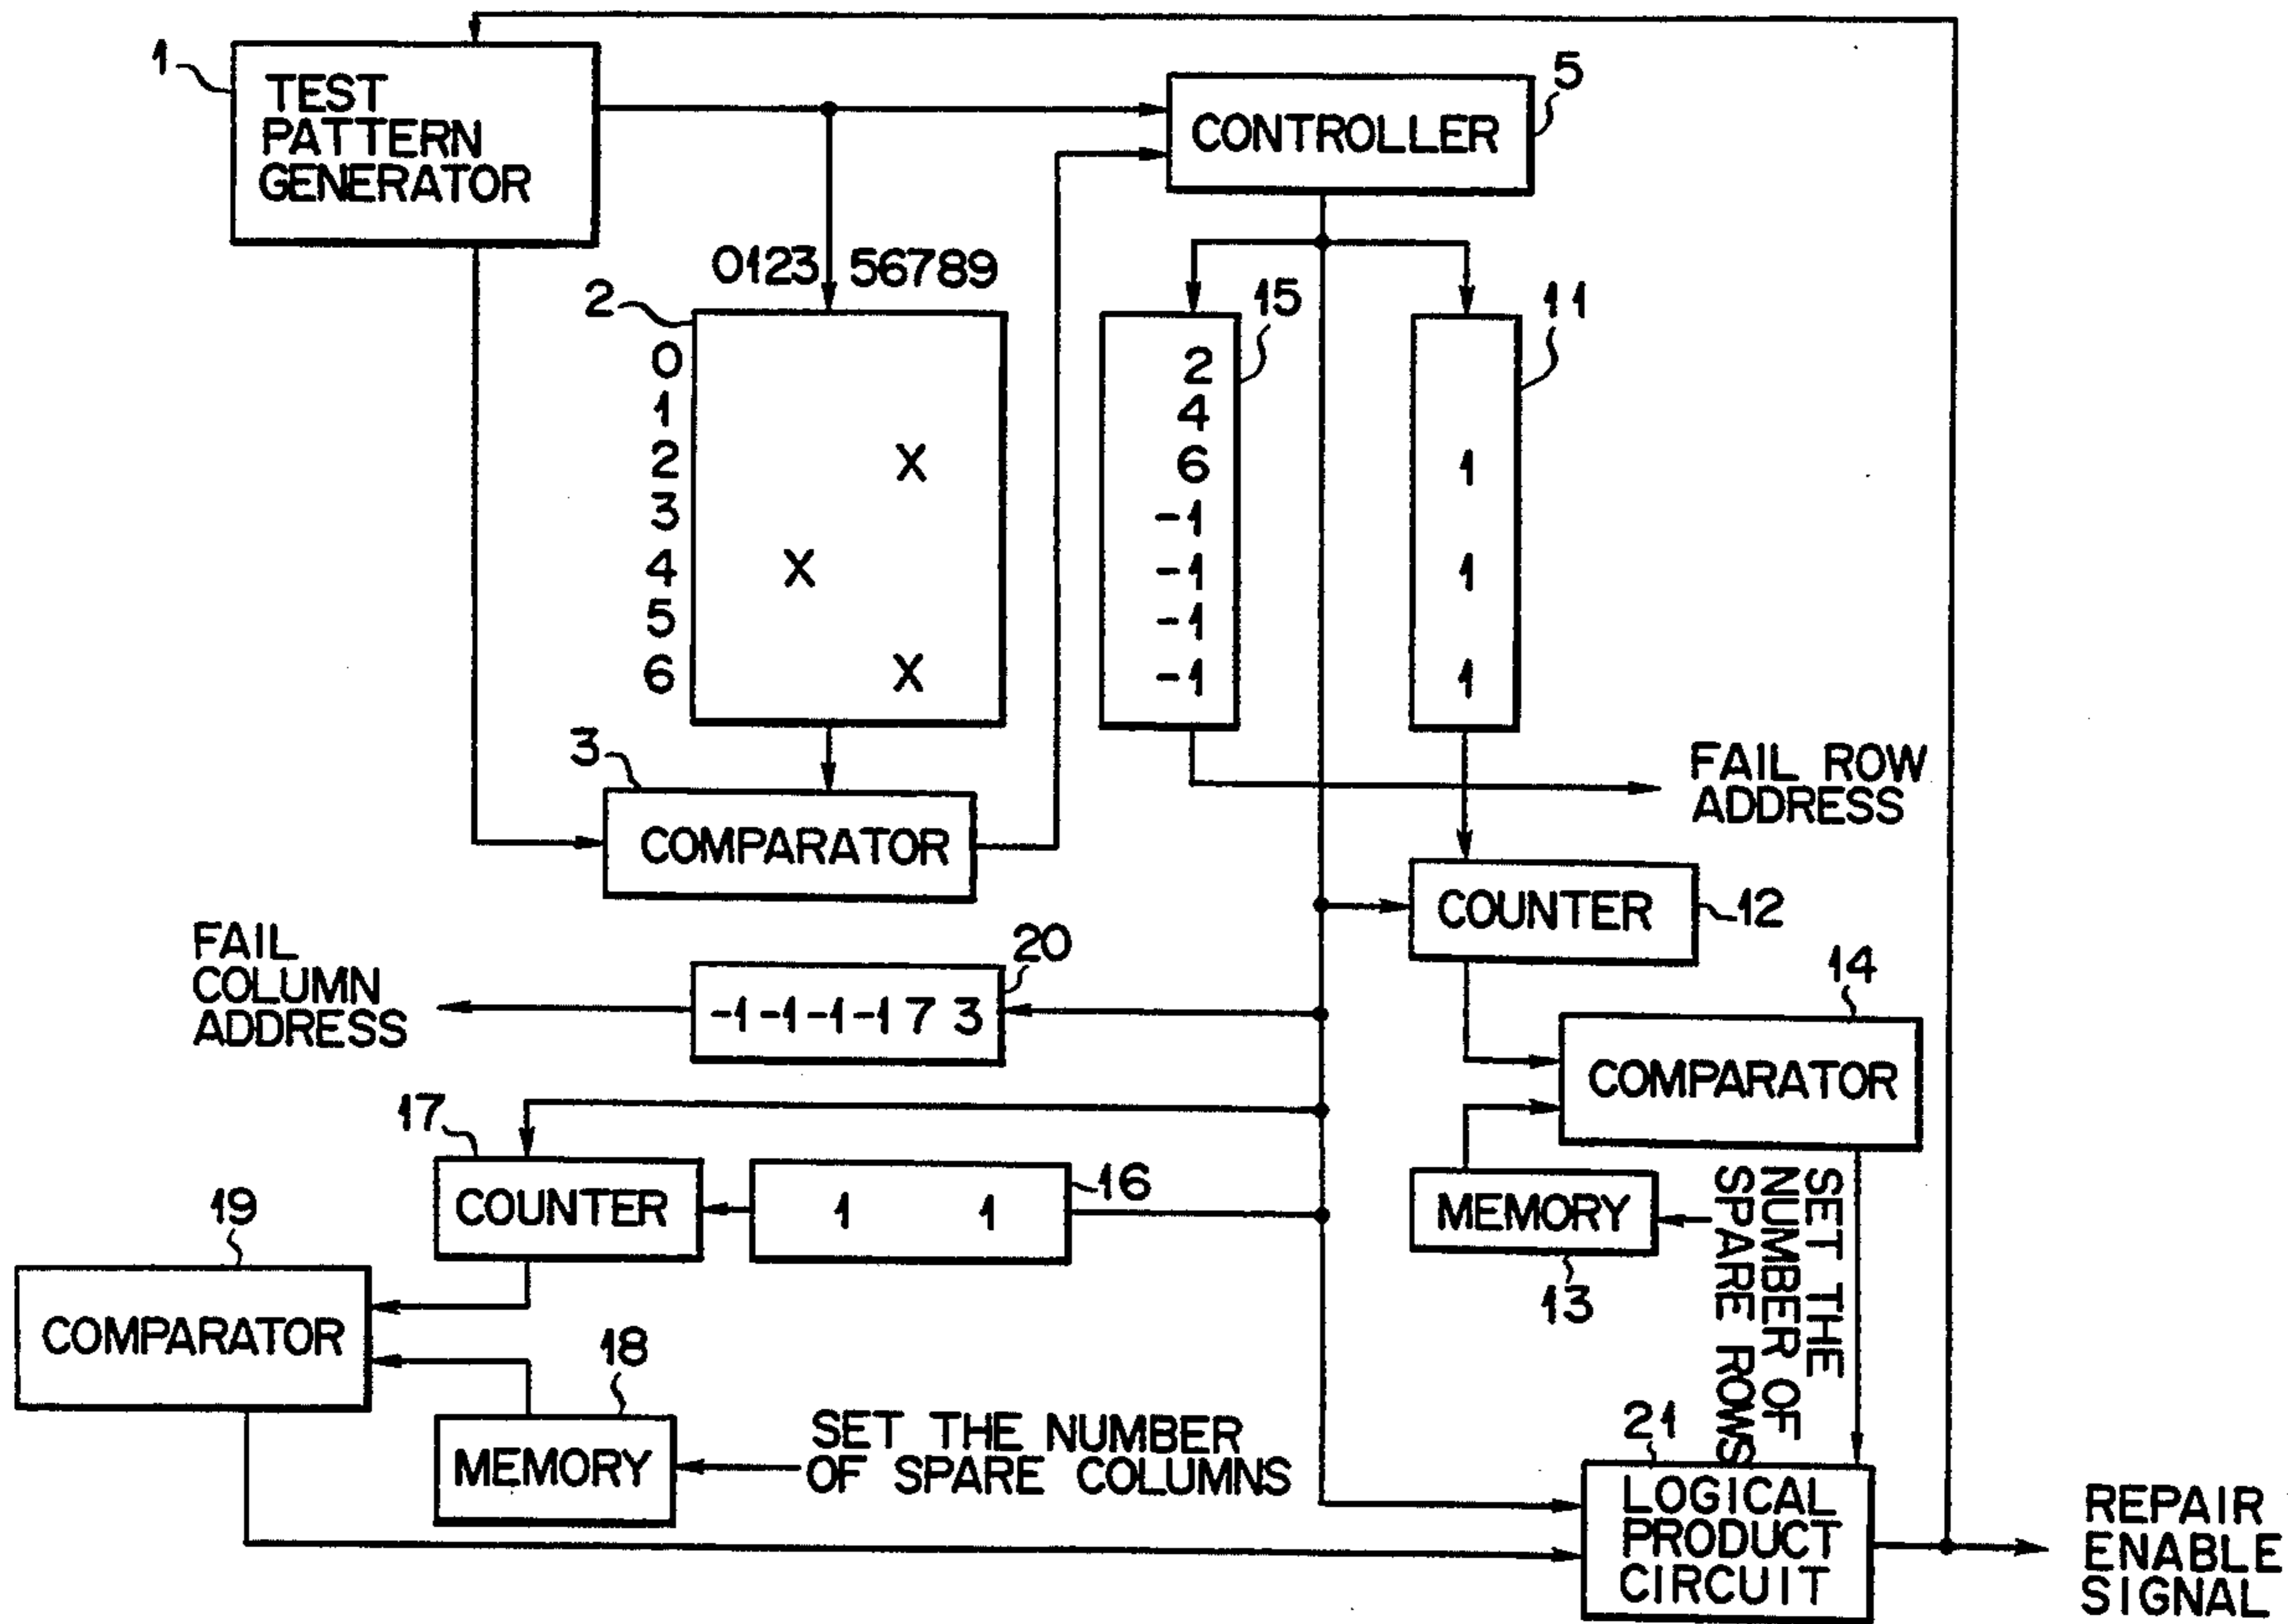 1
TEST
PATTERN
GENERATOR
CONTROLLER
5
0123 56789
2
0
1
2
3
4
5
6
X
X
X
15
2
4
6
-1
-1
-1
-1
11
1
1
1
3
COMPARATOR
FAIL ROW
ADDRESS
COUNTER
12
FAIL
COLUMN
ADDRESS
20
-1 -1 -1 -1 7 3
14
COMPARATOR
17
COUNTER
16
1 1
MEMORY
13
SET THE
NUMBER OF
SPARE ROWS
19
COMPARATOR
18
MEMORY
SET THE NUMBER
OF SPARE COLUMNS
21
LOGICAL
PRODUCT
CIRCUIT
REPAIR
ENABLE
SIGNAL